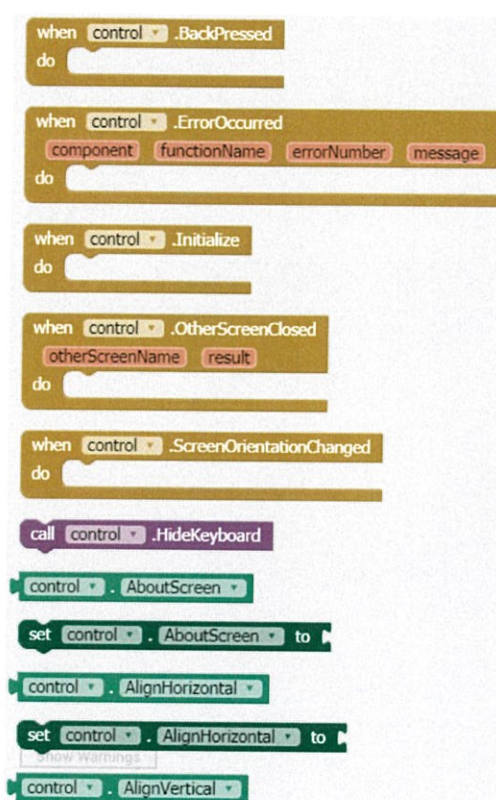 when control .BackPressed
do
when control .ErrorOccurred
component functionName errorNumber message
do
when control .Initialize
do
when control .OtherScreenClosed
otherScreenName result
do
when control .ScreenOrientationChanged
do
call control .HideKeyboard
control . AboutScreen
set control . AboutScreen to
control . AlignHorizontal
set control . AlignHorizontal to
Show Warnings
control . AlignVertical